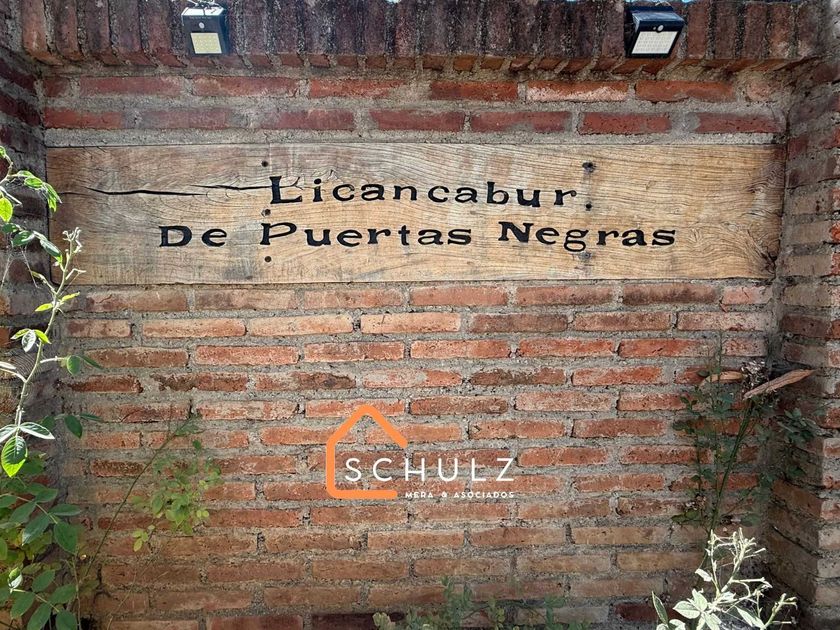 Licancabur.
De Puertas Negras
SCHULZ
MERA & ASOCIADOS